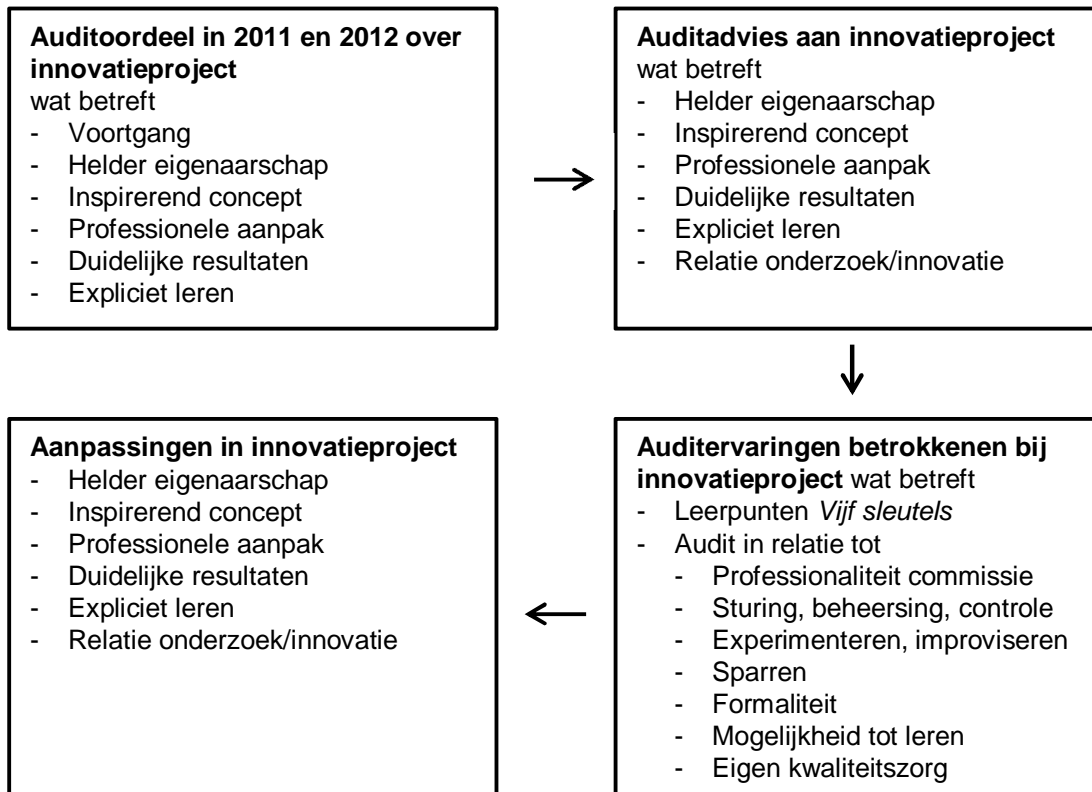 Auditoordeel in 2011 en 2012 over
innovatieproject
wat betreft
- Voortgang
- Helder eigenaarschap
- Inspirerend concept
- Professionele aanpak
- Duidelijke resultaten
- Expliciet leren
Auditadvies aan innovatieproject
wat betreft
- Helder eigenaarschap
- Inspirerend concept
- Professionele aanpak
- Duidelijke resultaten
- Expliciet leren
- Relatie onderzoek/innovatie
Auditervaringen betrokkenen bij
innovatieproject wat betreft
- Leerpunten Vijf sleutels
- Audit in relatie tot
- Professionaliteit commissie
- Sturing, beheersing, controle
- Experimenteren, improviseren
- Sparren
- Formaliteit
- Mogelijkheid tot leren
- Eigen kwaliteitszorg
Aanpassingen in innovatieproject
- Helder eigenaarschap
- Inspirerend concept
- Professionele aanpak
- Duidelijke resultaten
- Expliciet leren
- Relatie onderzoek/innovatie